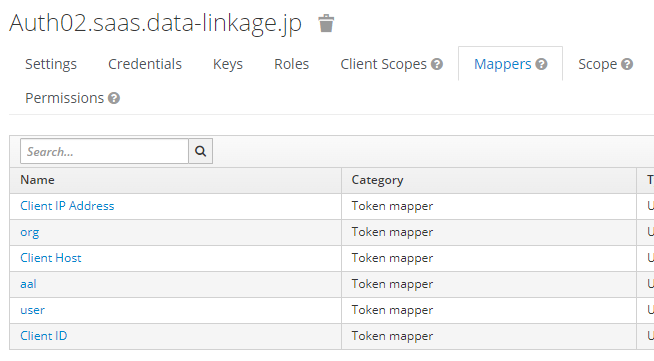 Auth02.saas.data-linkage.jp
Settings Credentials Keys Roles Client Scopes Mappers Scope
Permissions
Search...
Name Category T
Client IP Address Token mapper U
org Token mapper U
Client Host Token mapper U
aal Token mapper U
user Token mapper U
Client ID Token mapper U